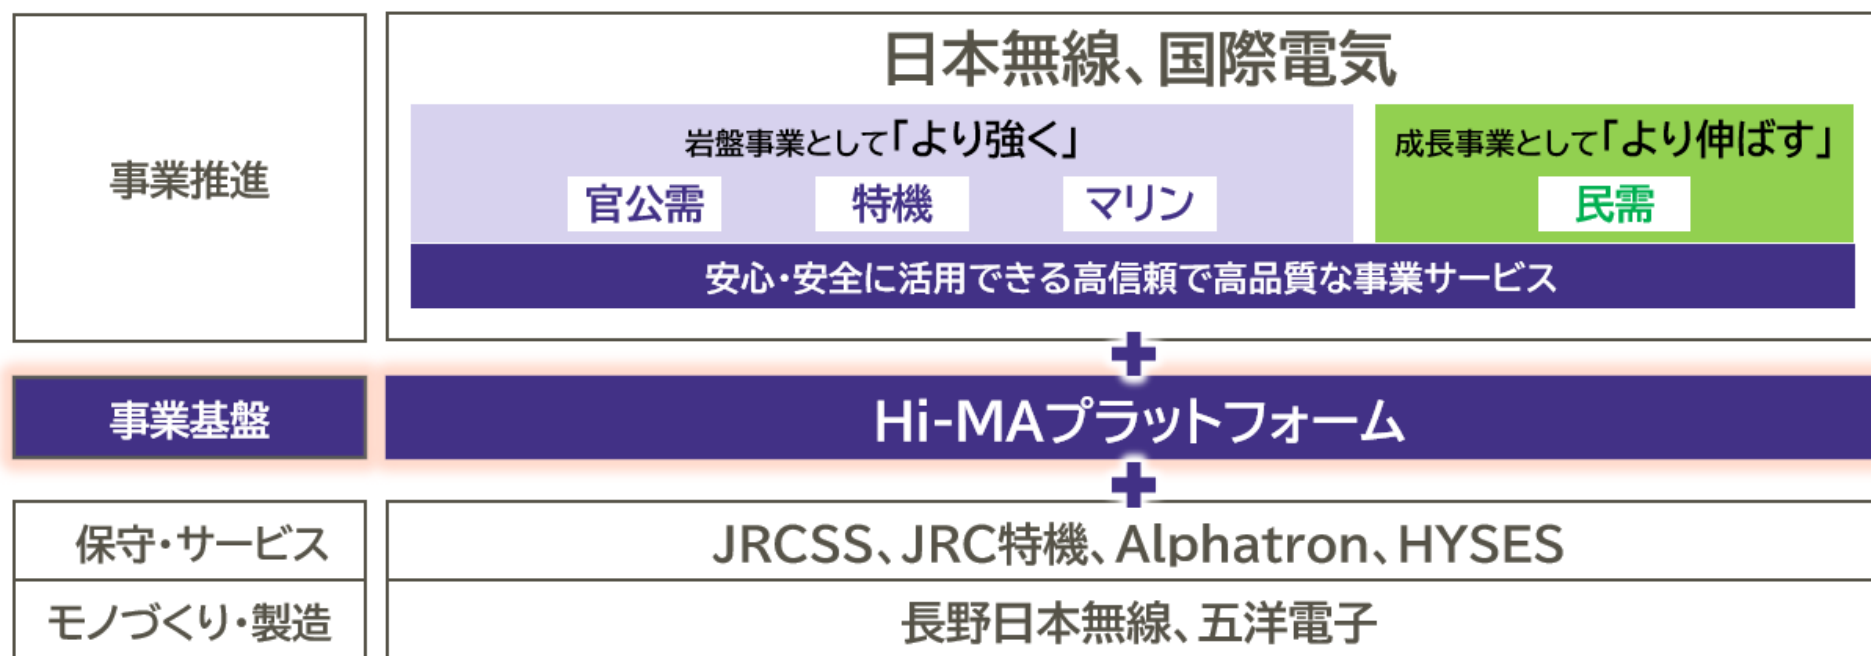 事業推進
日本無線、国際電気
岩盤事業として「より強く」
官公需
特機
マリン
成長事業として「より伸ばす」
民需
安心・安全に活用できる高信頼で高品質な事業サービス
事業基盤
Hi-MAプラットフォーム
保守・サービス
JRCSS、JRC特機、Alphatron、HYSES
モノづくり・製造
長野日本無線、五洋電子